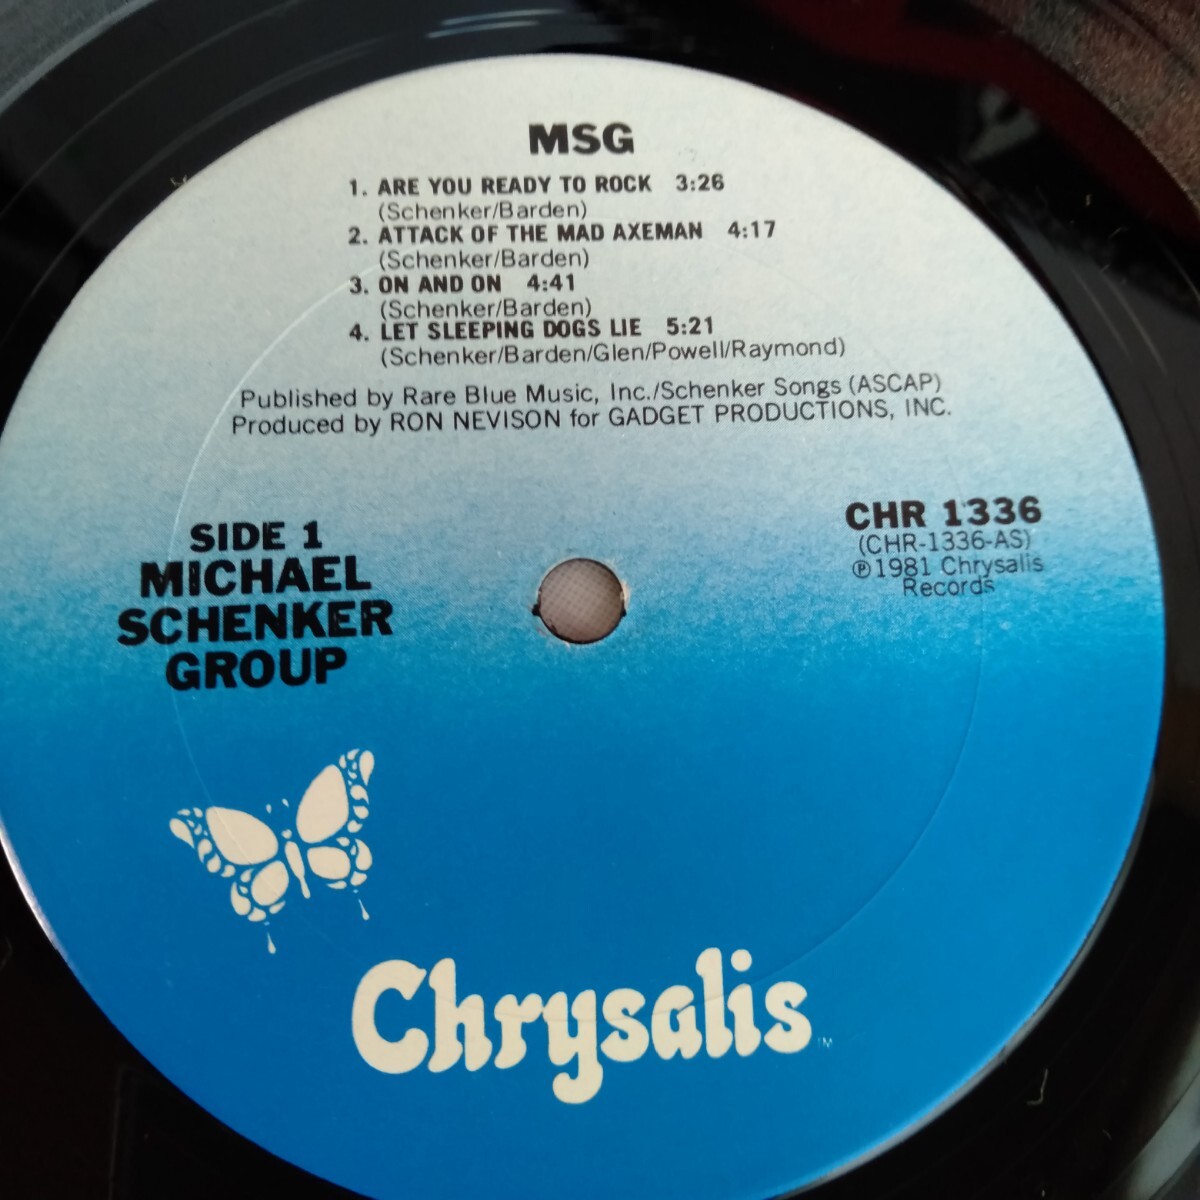 MSG
1. ARE YOU READY TO ROCK 3:26
(Schenker/Barden)
2. ATTACK OF THE MAD AXEMAN 4:17
(Schenker/Barden)
3. ON AND ON 4:41
(Schenker/Barden)
4. LET SLEEPING DOGS LIE 5:21
(Schenker/Barden/Glen/Powell/Raymond)
Published by Rare Blue Music, Inc./Schenker Songs (ASCAP)
Produced by RON NEVISON for GADGET PRODUCTIONS, INC.
SIDE 1
MICHAEL
SCHENKER
GROUP
CHR 1336
(CHR-1336-AS)
℗1981 Chrysalis
Records
Chrysalis
TM